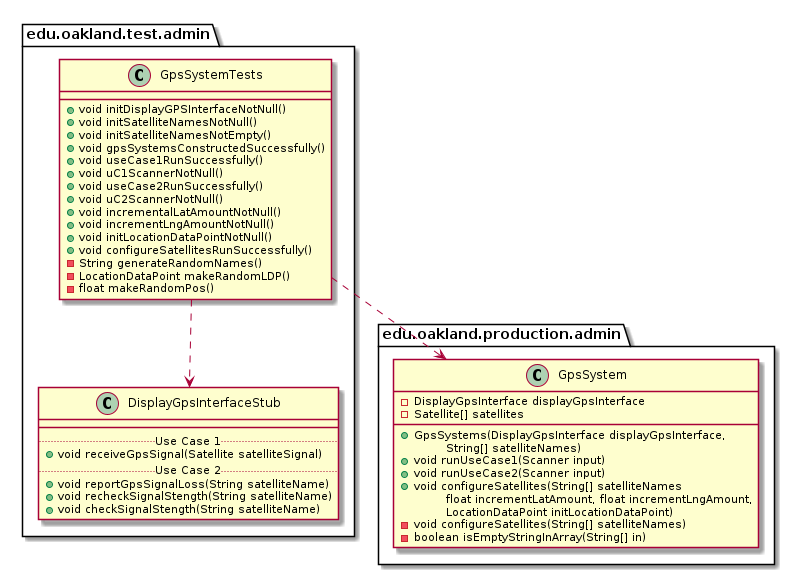 edu.oakland.test.admin
C GpsSystemTests
void initDisplayGPSInterfaceNotNull()
void initSatelliteNamesNotNull()
void initSatelliteNamesNotEmpty()
void gpsSystemsConstructedSuccessfully()
void useCase1RunSuccessfully()
void uC1ScannerNotNull()
void useCase2RunSuccessfully()
void uC2ScannerNotNull()
void incrementalLatAmountNotNull()
void incrementLngAmountNotNull()
void initLocationDataPointNotNull()
void configureSatellitesRunSuccessfully()
String generateRandomNames()
LocationDataPoint makeRandomLDP()
float makeRandomPos()
C DisplayGpsInterfaceStub
Use Case 1
void receiveGpsSignal(Satellite satelliteSignal)
Use Case 2
void reportGpsSignalLoss(String satelliteName)
void recheckSignalStength(String satelliteName)
void checkSignalStength(String satelliteName)
edu.oakland.production.admin
C GpsSystem
DisplayGpsInterface displayGpsInterface
Satellite[] satellites
GpsSystems(DisplayGpsInterface displayGpsInterface,
String[] satelliteNames)
void runUseCase1(Scanner input)
void runUseCase2(Scanner input)
void configureSatellites(String[] satelliteNames
float incrementLatAmount, float incrementLngAmount,
LocationDataPoint initLocationDataPoint)
void configureSatellites(String[] satelliteNames)
boolean isEmptyStringInArray(String[] in)